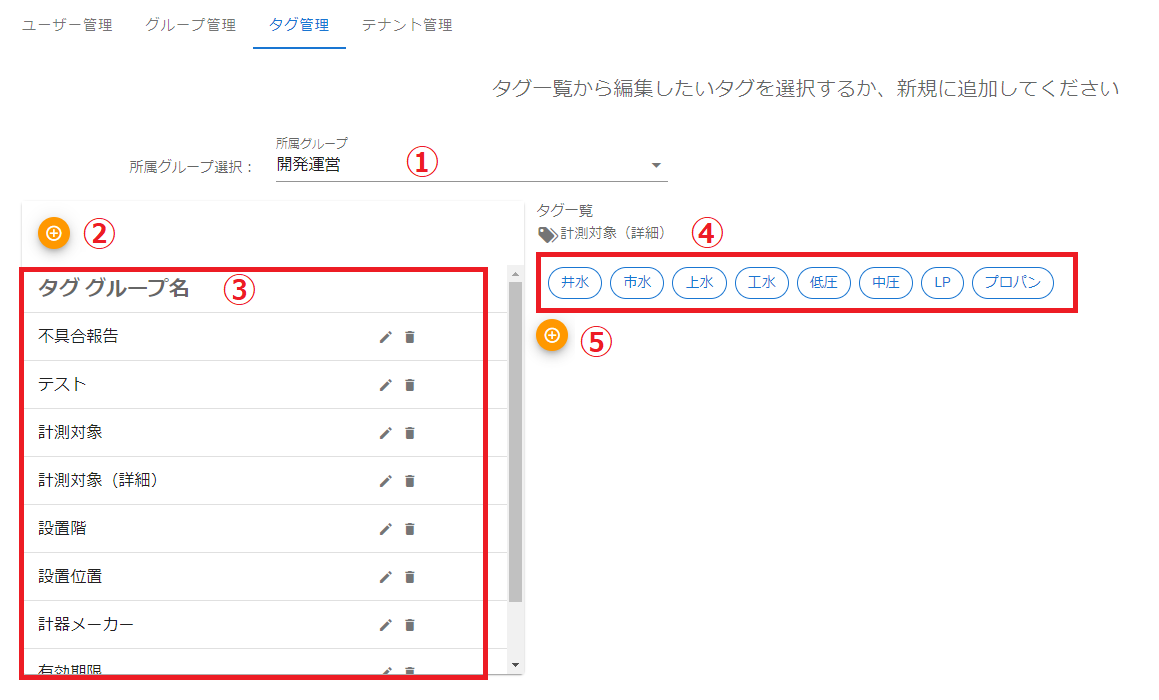 ユーザー管理 グループ管理 タグ管理 テナント管理
タグ一覧から編集したいタグを選択するか、新規に追加してください
所属グループ
所属グループ選択： 開発運営 ①
②
タグ グループ名 ③
不具合報告
テスト
計測対象
計測対象（詳細）
設置階
設置位置
計器メーカー
有効期限
タグ一覧
計測対象（詳細） ④
井水 市水 上水 工水 低圧 中圧 LP プロパン
⑤